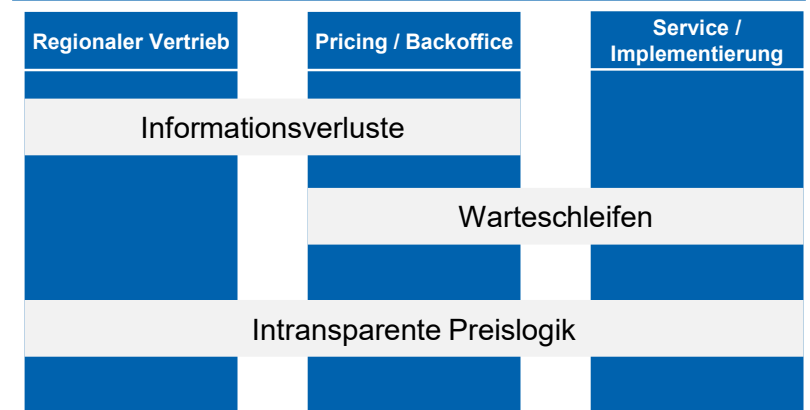 Regionaler Vertrieb
Pricing / Backoffice
Service /
Implementierung
Informationsverluste
Warteschleifen
Intransparente Preislogik